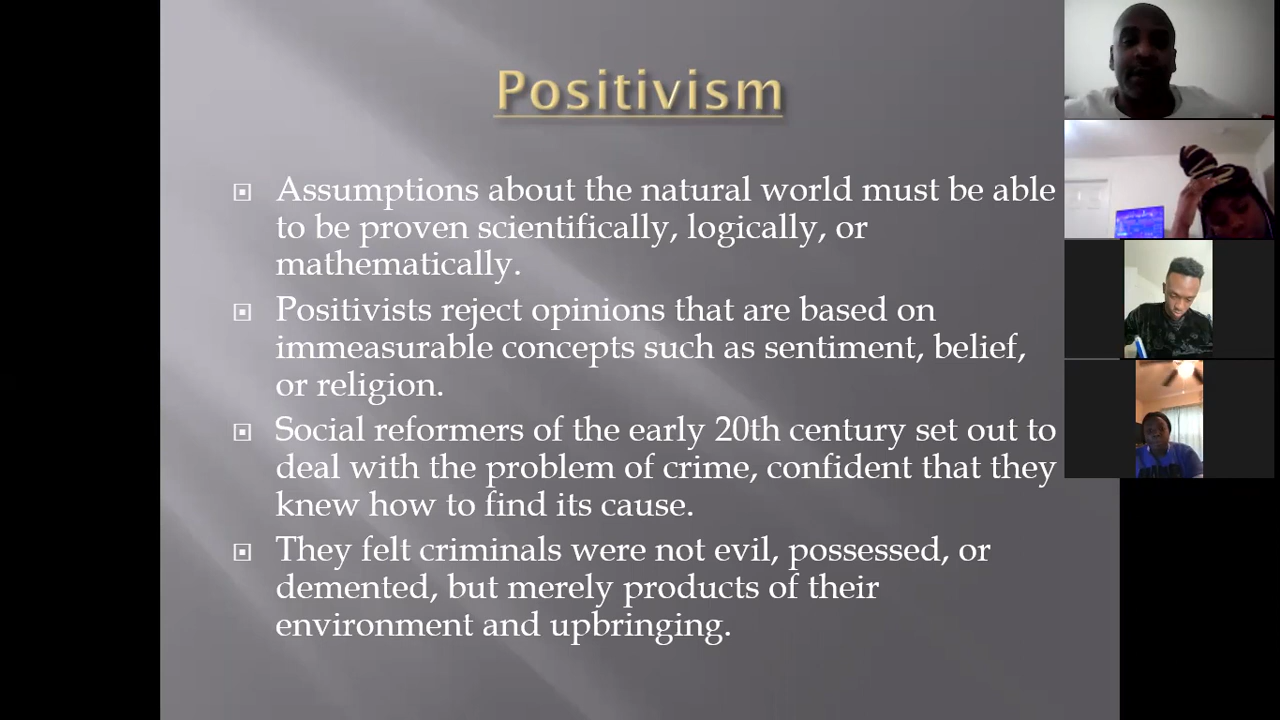 Positivism
Assumptions about the natural world must be able
to be proven scientifically, logically, or
mathematically.
Positivists reject opinions that are based on
immeasurable concepts such as sentiment, belief,
or religion.
Social reformers of the early 20th century set out to
deal with the problem of crime, confident that they
knew how to find its cause.
They felt criminals were not evil, possessed, or
demented, but merely products of their
environment and upbringing.